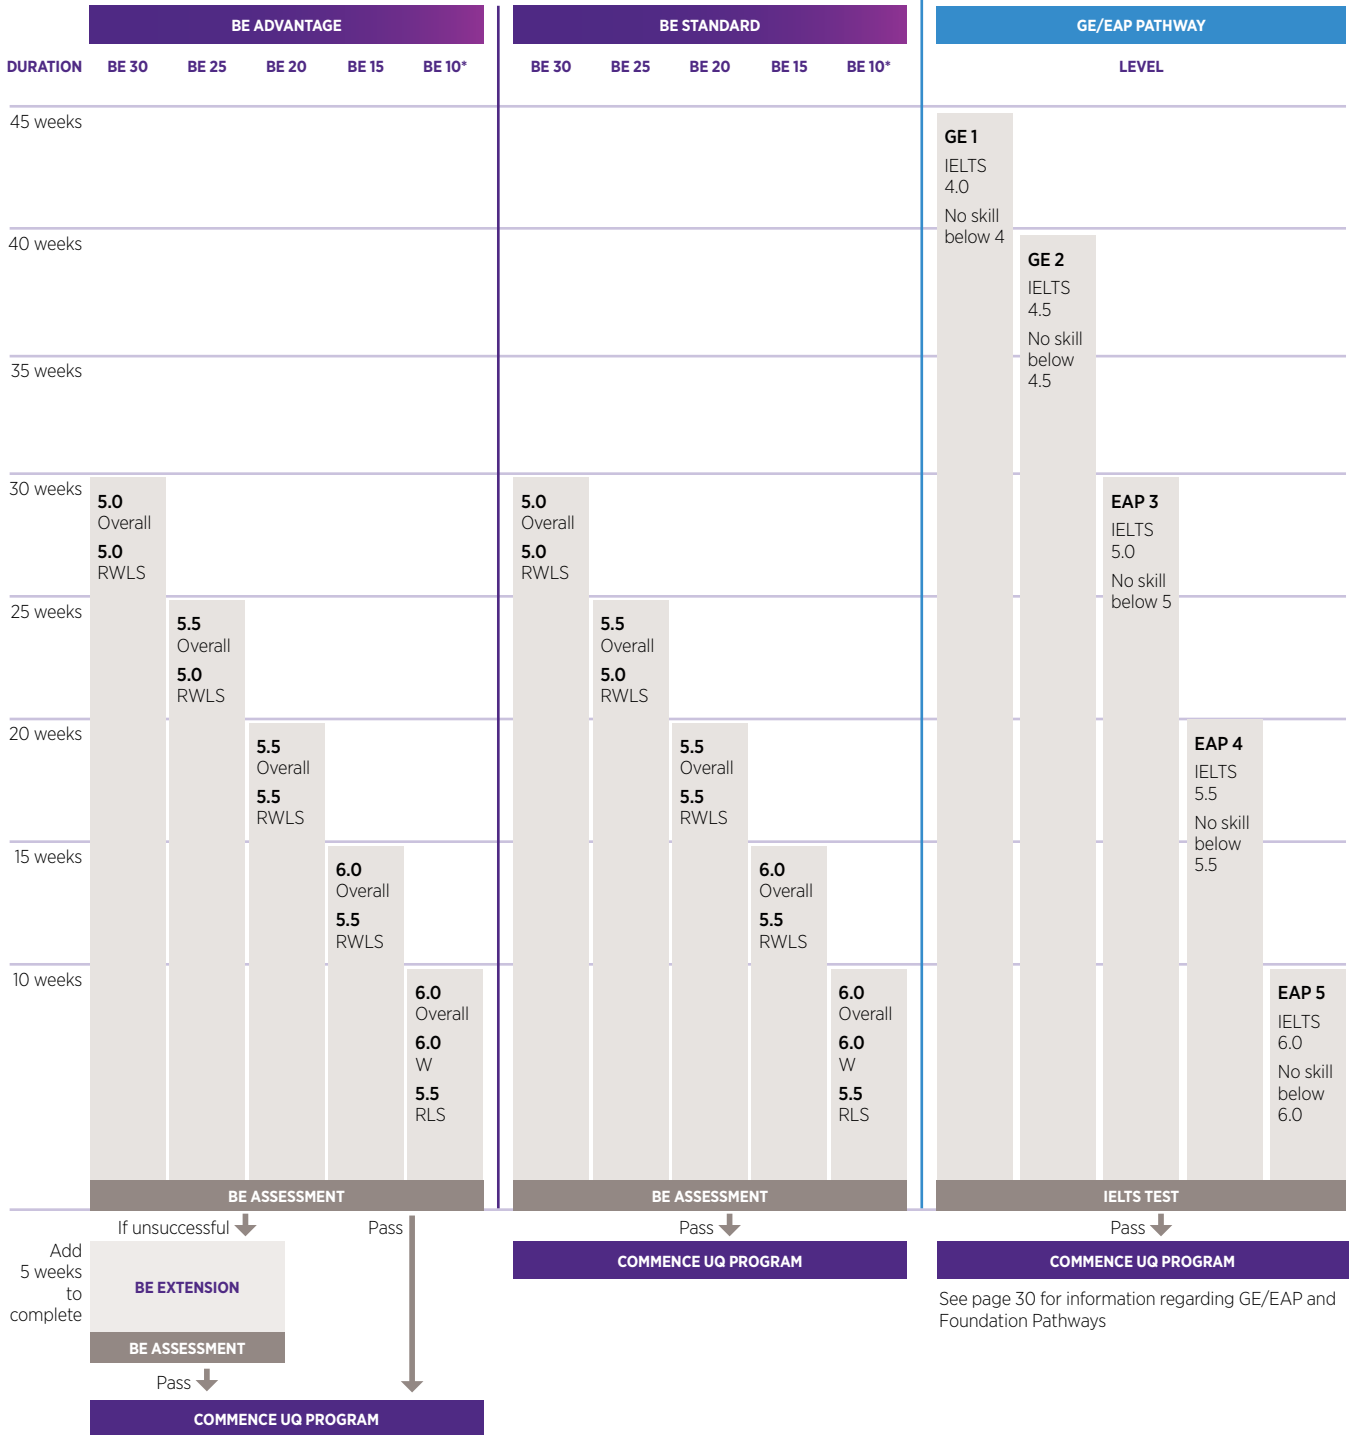 BE ADVANTAGE
BE STANDARD
GE/EAP PATHWAY
DURATION BE 30 BE 25 BE 20 BE 15 BE 10*
BE 30 BE 25 BE 20 BE 15 BE 10*
LEVEL
45 weeks
40 weeks
35 weeks
30 weeks
25 weeks
20 weeks
15 weeks
10 weeks
5.0
Overall
5.0
RWLS
5.5
Overall
5.0
RWLS
5.5
Overall
5.5
RWLS
6.0
Overall
5.5
RWLS
6.0
Overall
6.0
W
5.5
RLS
BE ASSESSMENT
If unsuccessful
Pass
Add
5 weeks
to
complete
BE EXTENSION
BE ASSESSMENT
Pass
COMMENCE UQ PROGRAM
5.0
Overall
5.0
RWLS
5.5
Overall
5.0
RWLS
5.5
Overall
5.5
RWLS
6.0
Overall
5.5
RWLS
6.0
Overall
6.0
W
5.5
RLS
BE ASSESSMENT
Pass
COMMENCE UQ PROGRAM
GE 1
IELTS
4.0
No skill
below 4
GE 2
IELTS
4.5
No skill
below
4.5
EAP 3
IELTS
5.0
No skill
below 5
EAP 4
IELTS
5.5
No skill
below
5.5
EAP 5
IELTS
6.0
No skill
below
6.0
IELTS TEST
Pass
COMMENCE UQ PROGRAM
See page 30 for information regarding GE/EAP and
Foundation Pathways